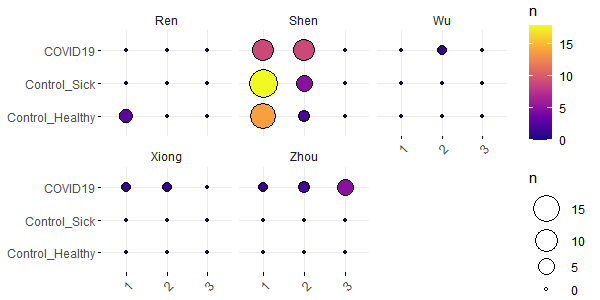 Ren Shen Wu
COVID19
Control_Sick
Control_Healthy
1 2 3
Xiong Zhou
COVID19
Control_Sick
Control_Healthy
1 2 3 1 2 3
n
15
10
5
0
n
15
10
5
0